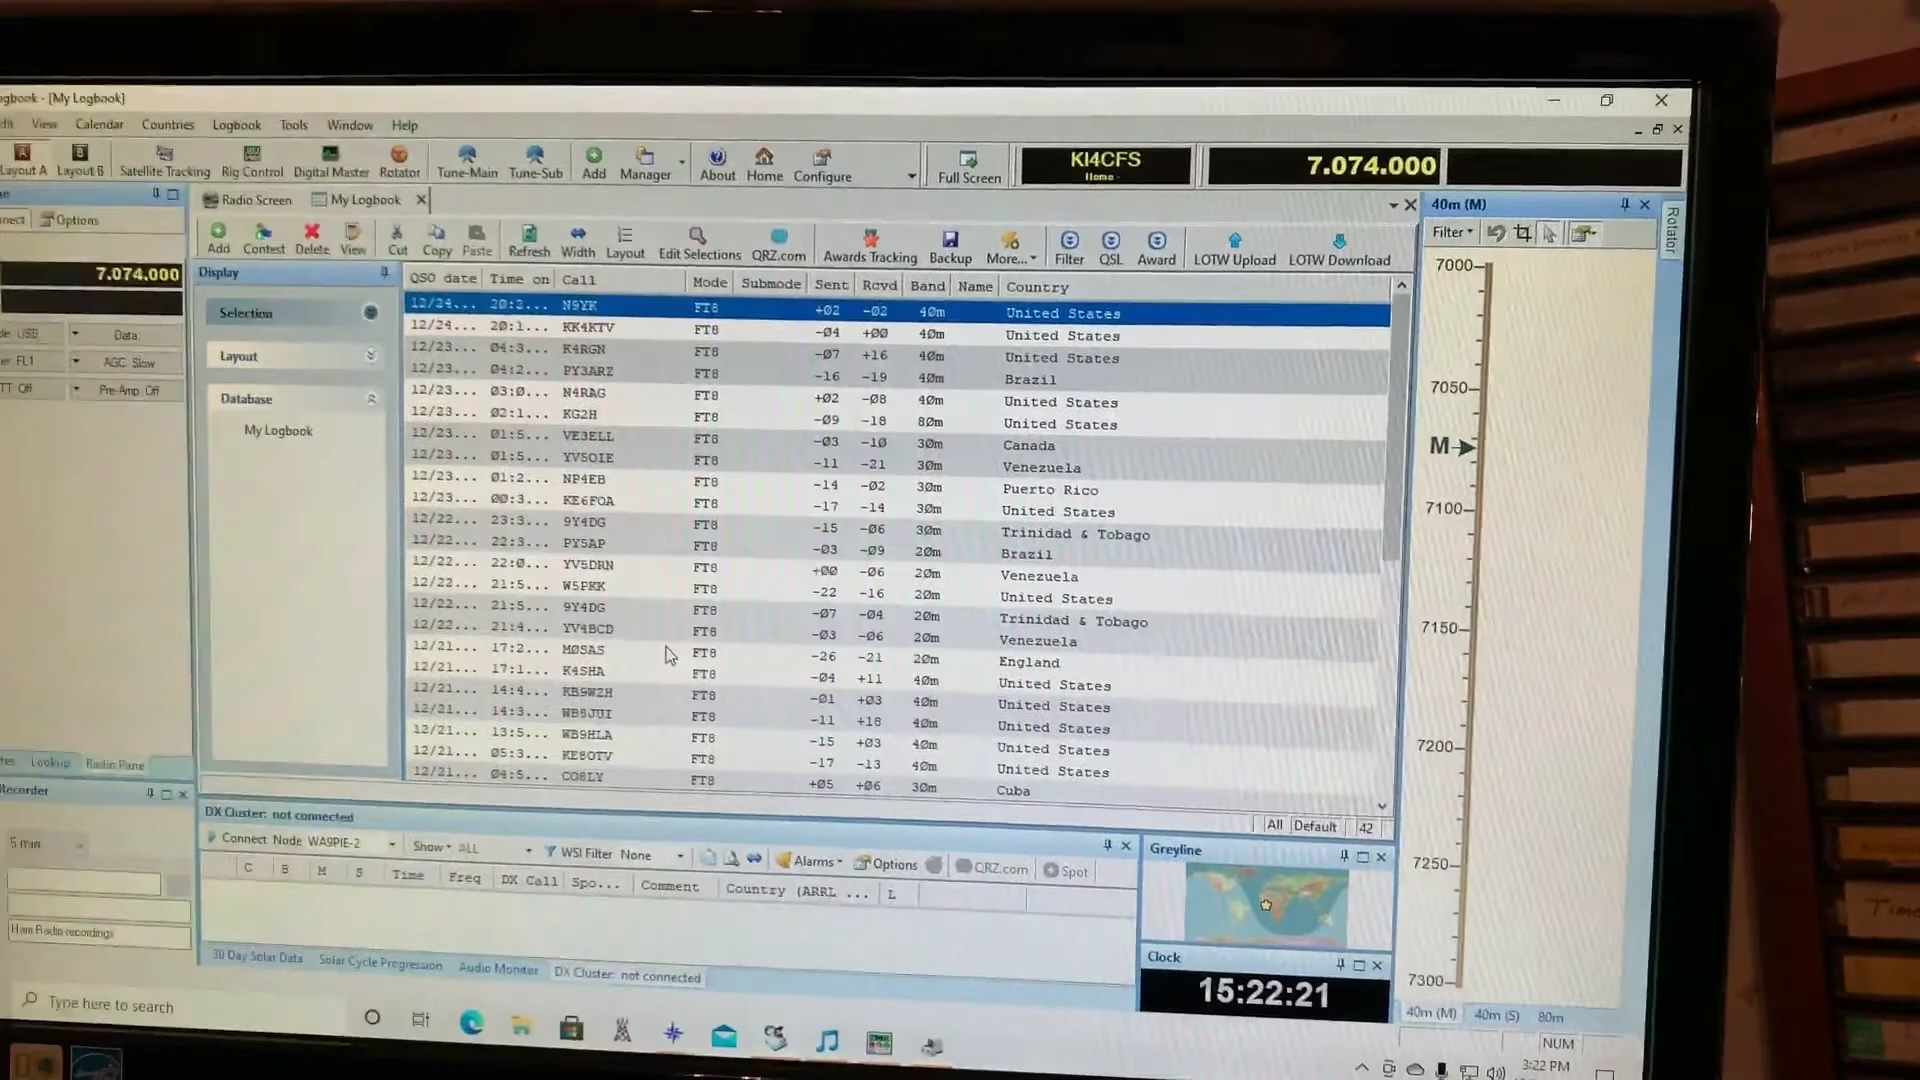 ogbook - [My Logbook]
Edit View Calendar Countries Logbook Tools Window Help
Layout A Layout B Satellite Tracking Rig Control Digital Master Rotator Tune-Main Tune-Sub Add Manager About Home Configure Full Screen
KI4CFS
Home -
7.074.000
Options
Radio Screen My Logbook
40m (M)
Rotator
Add Contest Delete View Cut Copy Paste Refresh Width Layout Edit Selections QRZ.com Awards Tracking Backup More... Filter QSL Award LOTW Upload LOTW Download
Filter
7.074.000
USB Data:
FL1 AGC: Slow
Off Pre-Amp: Off
Display
Selection
Layout
Database
My Logbook
QSO date Time on Call Mode Submode Sent Rcvd Band Name Country
12/24... 20:2... N9YK FT8 +02 -02 40m United States
12/24... 20:1... KK4KTV FT8 -04 +00 40m United States
12/23... 04:3... K4RGN FT8 -07 +16 40m United States
12/23... 04:2... PY3ARZ FT8 -16 -19 40m Brazil
12/23... 03:0... N4RAG FT8 +02 -08 40m United States
12/23... 02:1... KG2H FT8 -09 -18 80m United States
12/23... 01:5... VE3ELL FT8 -03 -10 30m Canada
12/23... 01:5... YV5OIE FT8 -11 -21 30m Venezuela
12/23... 01:2... NP4EB FT8 -14 -02 30m Puerto Rico
12/23... 00:3... KE6FOA FT8 -17 -14 30m United States
12/22... 23:3... 9Y4DG FT8 -15 -06 30m Trinidad & Tobago
12/22... 22:3... PY5AP FT8 -03 -09 20m Brazil
12/22... 22:0... YV5DRN FT8 +00 -06 20m Venezuela
12/22... 21:5... W5PKK FT8 -22 -16 20m United States
12/22... 21:5... 9Y4DG FT8 -07 -04 20m Trinidad & Tobago
12/22... 21:4... YV4BCD FT8 -03 -06 20m Venezuela
12/21... 17:2... M0SAS FT8 -26 -21 20m England
12/21... 17:1... K4SHA FT8 -04 +11 40m United States
12/21... 14:4... KB9WZH FT8 -01 +03 40m United States
12/21... 14:3... WB8JUI FT8 -11 +18 40m United States
12/21... 13:5... WB9HLA FT8 -15 +03 40m United States
12/21... 05:3... KE8OTV FT8 -17 -13 40m United States
12/21... 04:5... CO8LY FT8 +05 +06 30m Cuba
7000
7050
M
7100
7150
7200
7250
7300
40m (M) 40m (S) 80m
Lookup Radio Pane
Recorder
5 min
Ham Radio recordings
All Default 42
DX Cluster: not connected
Connect Node WA9PIE-2 Show ALL WSI Filter None Alarms Options QRZ.com Spot
C B M S Time Freq DX Call Spo... Comment Country (ARRL ... L
30 Day Solar Data Solar Cycle Progression Audio Monitor DX Cluster: not connected
Greyline
Clock
15:22:21
NUM
Type here to search
3:22 PM